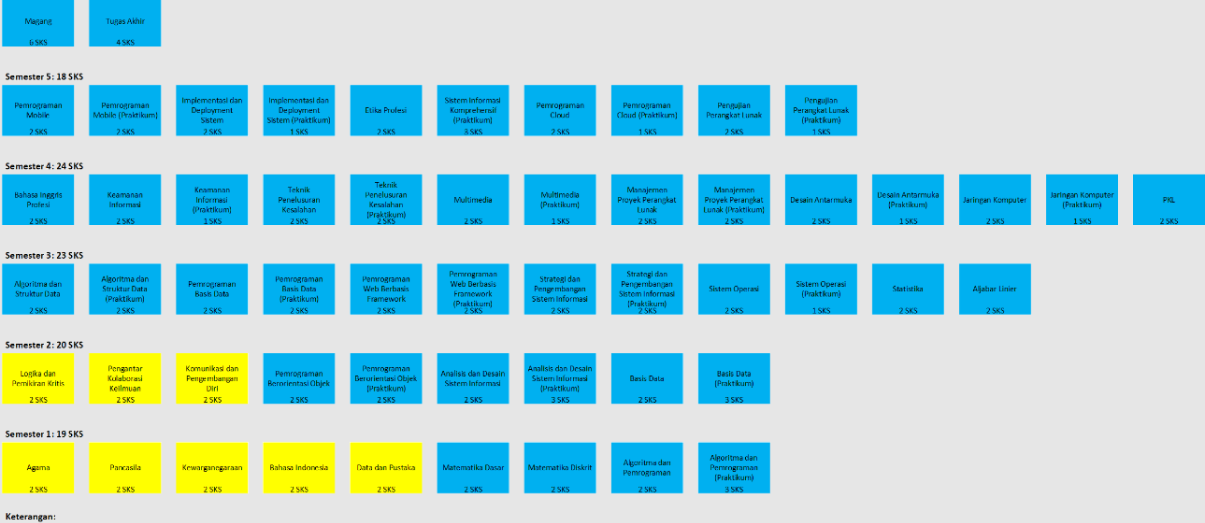 Magang
6 SKS
Tugas Akhir
4 SKS
Semester 5: 18 SKS
Pemrograman
Mobile
2 SKS
Pemrograman
Mobile (Praktikum)
2 SKS
Implementasi dan
Deployment
Sistem
2 SKS
Implementasi dan
Deployment
Sistem (Praktikum)
1 SKS
Etika Profesi
2 SKS
Sistem Informasi
Komprehensif
(Praktikum)
3 SKS
Pemrograman
Cloud
2 SKS
Pemrograman
Cloud (Praktikum)
1 SKS
Pengujian
Perangkat Lunak
2 SKS
Pengujian
Perangkat Lunak
(Praktikum)
1 SKS
Semester 4: 24 SKS
Bahasa Inggris
Profesi
2 SKS
Keamanan
Informasi
2 SKS
Keamanan
Informasi
(Praktikum)
1 SKS
Teknik
Penelusuran
Kesalahan
2 SKS
Teknik
Penelusuran
Kesalahan
(Praktikum)
2 SKS
Multimedia
2 SKS
Multimedia
(Praktikum)
1 SKS
Manajemen
Proyek Perangkat
Lunak
2 SKS
Manajemen
Proyek Perangkat
Lunak (Praktikum)
2 SKS
Desain Antarmuka
2 SKS
Desain Antarmuka
(Praktikum)
1 SKS
Jaringan Komputer
2 SKS
Jaringan Komputer
(Praktikum)
1 SKS
PKL
2 SKS
Semester 3: 23 SKS
Algoritma dan
Struktur Data
2 SKS
Algoritma dan
Struktur Data
(Praktikum)
2 SKS
Pemrograman
Basis Data
2 SKS
Pemrograman
Basis Data
(Praktikum)
2 SKS
Pemrograman
Web Berbasis
Framework
2 SKS
Pemrograman
Web Berbasis
Framework
(Praktikum)
2 SKS
Strategi dan
Pengembangan
Sistem Informasi
2 SKS
Strategi dan
Pengembangan
Sistem Informasi
(Praktikum)
2 SKS
Sistem Operasi
2 SKS
Sistem Operasi
(Praktikum)
1 SKS
Statistika
2 SKS
Aljabar Linier
2 SKS
Semester 2: 20 SKS
Logika dan
Pemikiran Kritis
2 SKS
Pengantar
Kolaborasi
Keilmuan
2 SKS
Komunikasi dan
Pengembangan
Diri
2 SKS
Pemrograman
Berorientasi Objek
2 SKS
Pemrograman
Berorientasi Objek
(Praktikum)
2 SKS
Analisis dan Desain
Sistem Informasi
2 SKS
Analisis dan Desain
Sistem Informasi
(Praktikum)
3 SKS
Basis Data
2 SKS
Basis Data
(Praktikum)
3 SKS
Semester 1: 19 SKS
Agama
2 SKS
Pancasila
2 SKS
Kewarganegaraan
2 SKS
Bahasa Indonesia
2 SKS
Data dan Pustaka
2 SKS
Matematika Dasar
2 SKS
Matematika Diskrit
2 SKS
Algoritma dan
Pemrograman
2 SKS
Algoritma dan
Pemrograman
(Praktikum)
3 SKS
Keterangan: